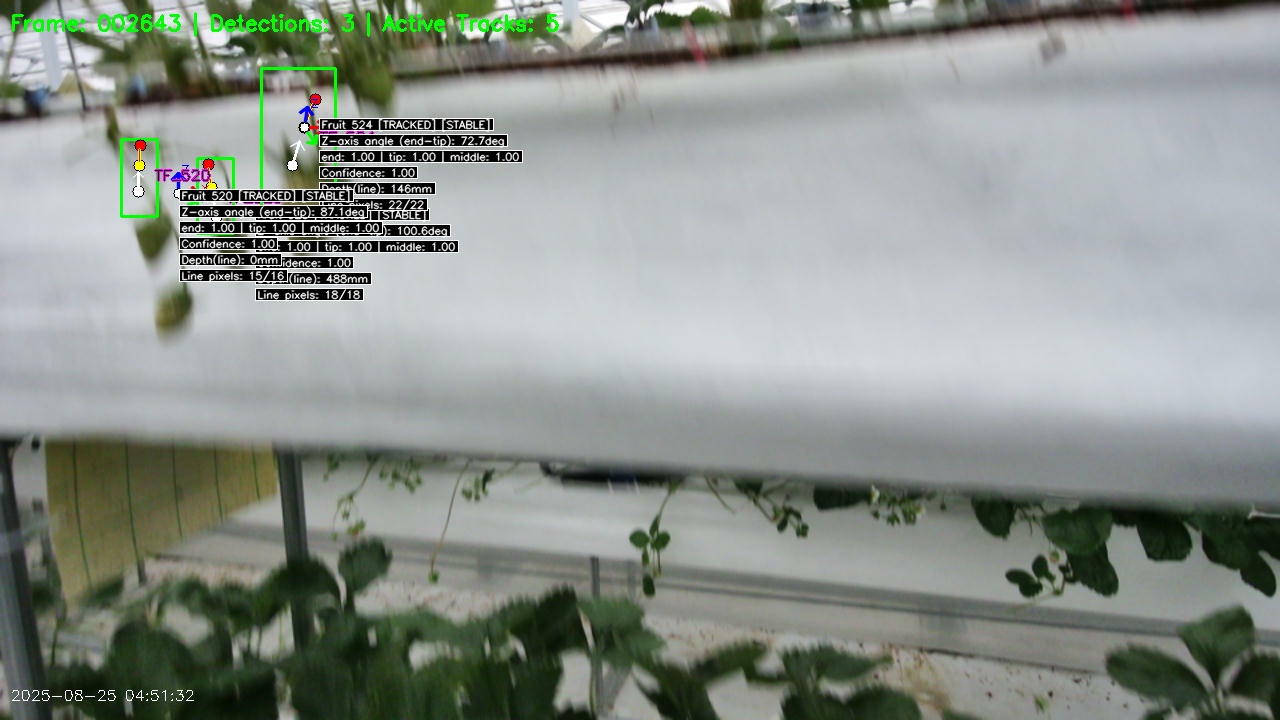 Frame: 002643 | Detections: 3 | Active Tracks: 5
Fruit 524 [TRACKED] [STABLE]
Z-axis angle (end-tip): 72.7deg
end: 1.00 | tip: 1.00 | middle: 1.00
Confidence: 1.00
Depth(line): 146mm
pixels: 22/22
TF_520
Fruit 520 [TRACKED] [STABLE]
Z-axis angle (end-tip): 87.1deg
end: 1.00 | tip: 1.00 | middle: 1.00
Confidence: 1.00
Depth(line): 0mm
Line pixels: 15/16
[STABLE]
100.6deg
1.00 | tip: 1.00 | middle: 1.00
1.00
(line): 488mm
Line pixels: 18/18
2025-08-25 04:51:32